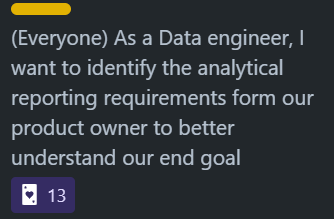 (Everyone) As a Data engineer, I
want to identify the analytical
reporting requirements form our
product owner to better
understand our end goal
13